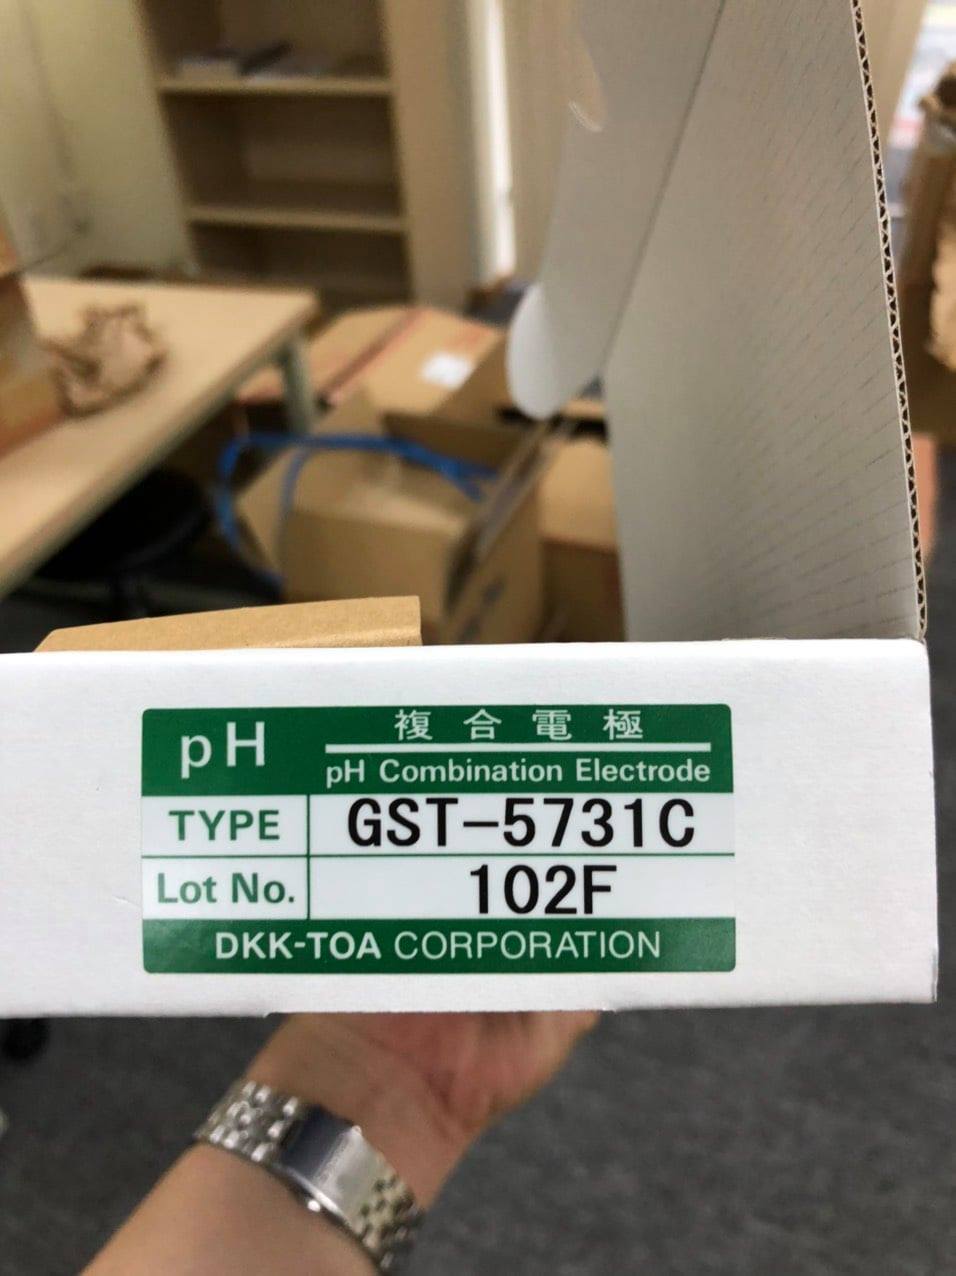 pH
複合電極
pH Combination Electrode
TYPE
GST-5731C
Lot No.
102F
DKK-TOA CORPORATION